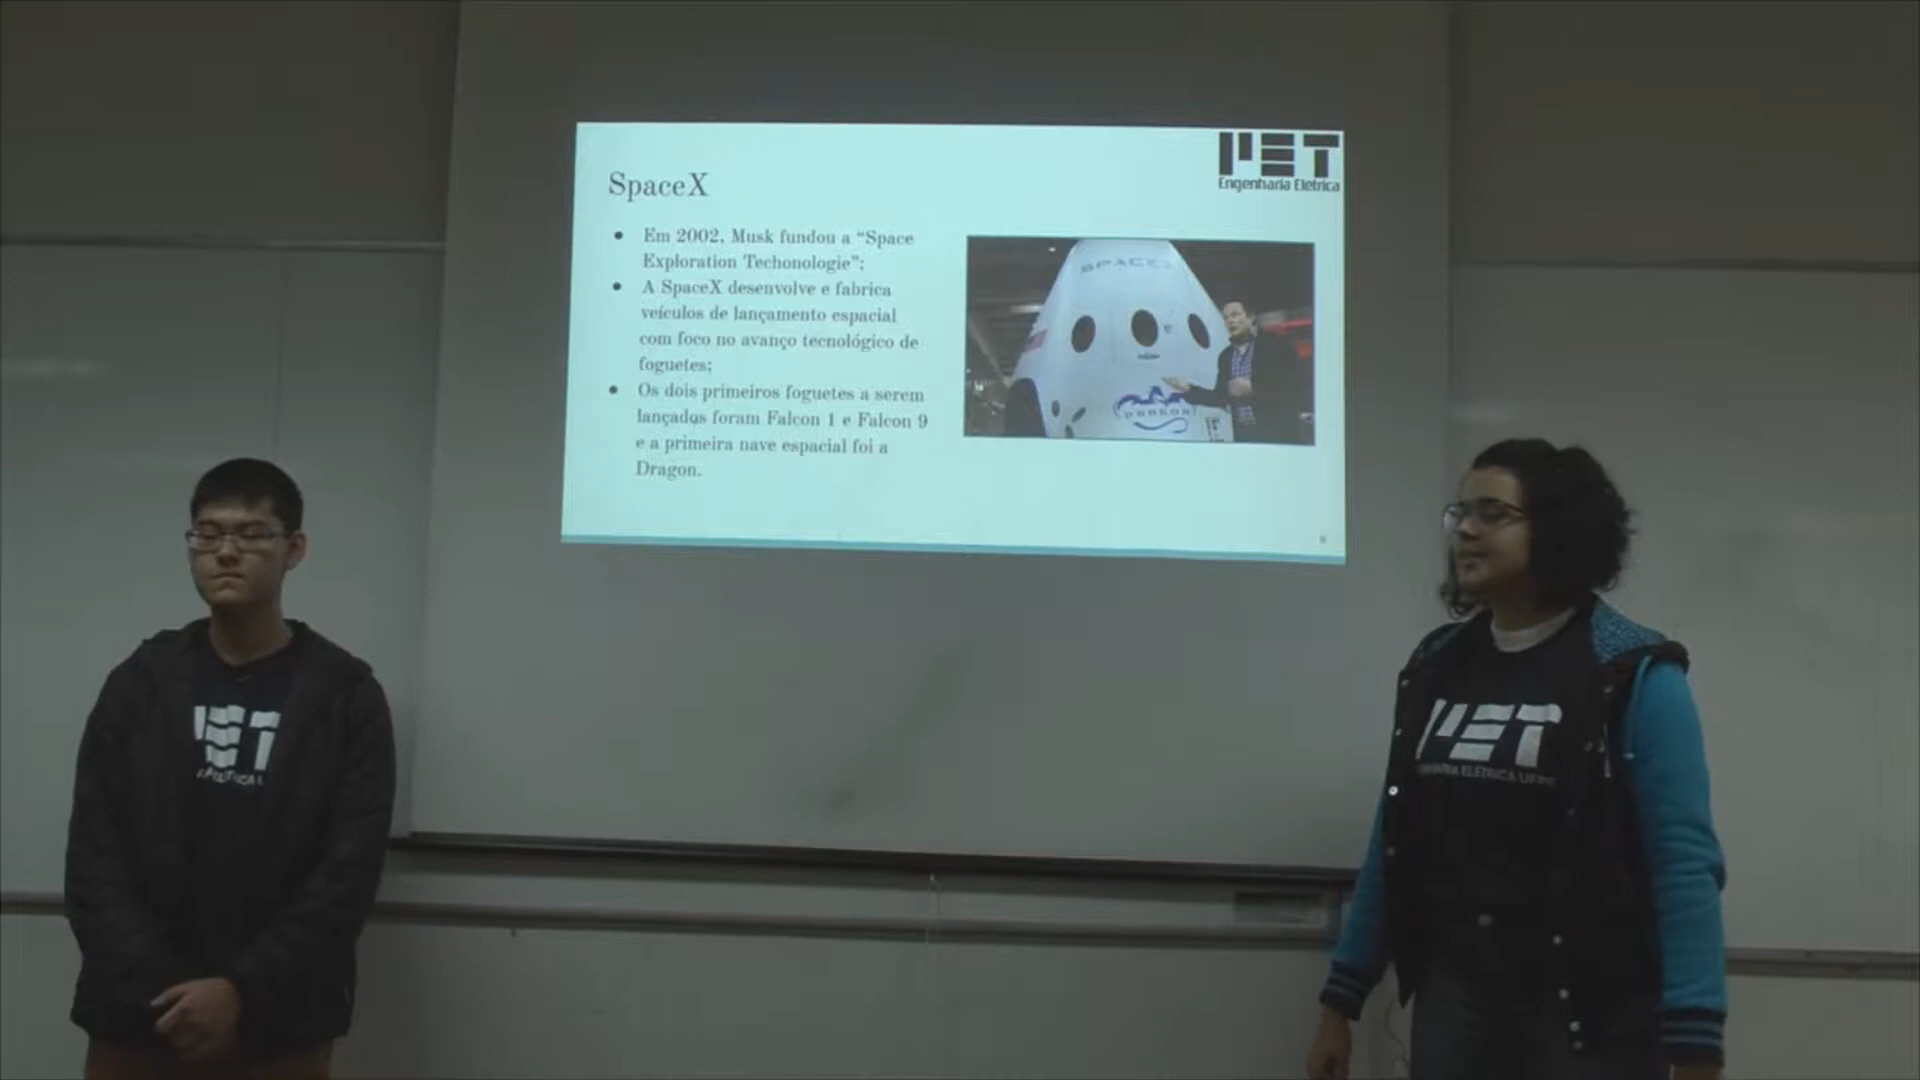 PET
Engenharia Elétrica
SpaceX
Em 2002, Musk fundou a “Space
Exploration Techonologie”;
A SpaceX desenvolve e fabrica
veículos de lançamento espacial
com foco no avanço tecnológico de
foguetes;
Os dois primeiros foguetes a serem
lançados foram Falcon 1 e Falcon 9
e a primeira nave espacial foi a
Dragon.
SPACEX
DRAGON
PET
PET
ELÉTRICA